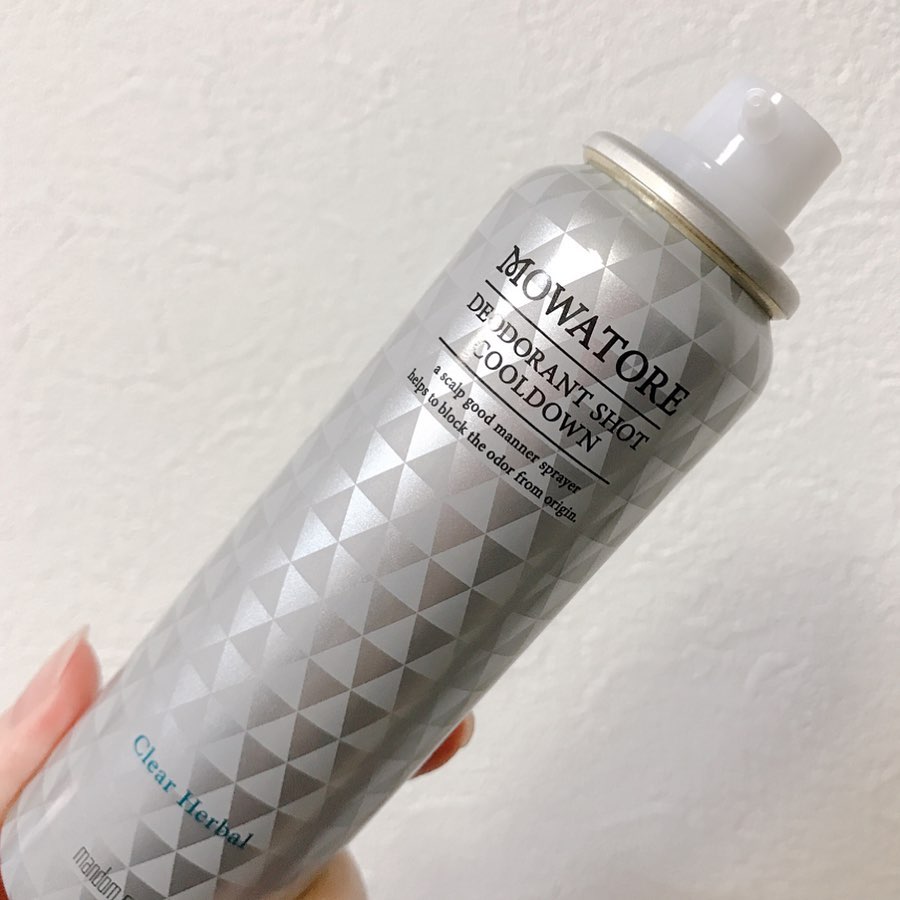 MOWATORE
DEODORANT SHOT
COOLDOWN
a scalp good manner sprayer
helps to block the odor from origin.
Clear Herbal
mandom